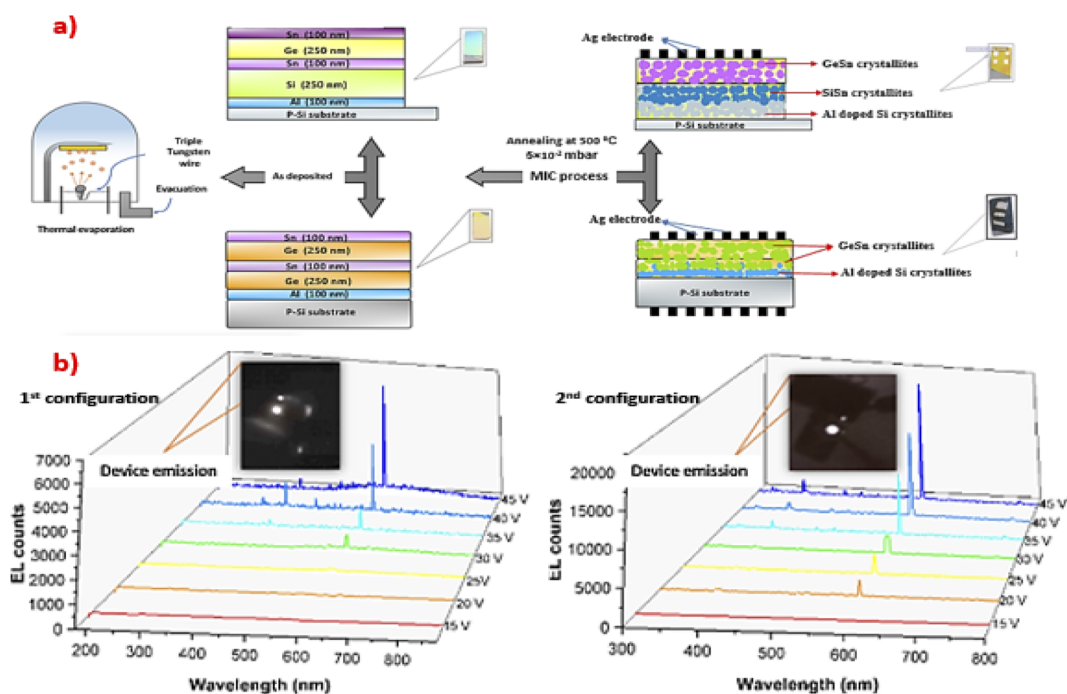 a)
Sn (100 nm)
Ge (250 nm)
Sn (100 nm)
Si (250 nm)
Al (100 nm)
P-Si substrate
Ag electrode
GeSn crystallites
SiSn crystallites
Al doped Si crystallites
P-Si substrate
Triple
Tungsten
wire
Evacuation
Thermal evaporation
As deposited
Annealing at 500 °C
6×10⁻² mbar
MIC process
Sn (100 nm)
Ge (250 nm)
Sn (100 nm)
Ge (250 nm)
Al (100 nm)
P-Si substrate
Ag electrode
GeSn crystallites
Al doped Si crystallites
P-Si substrate
b)
1st configuration
Device emission
EL counts
7000
6000
5000
4000
3000
2000
1000
0
45 V
40 V
35 V
30 V
25V
20 V
15 V
200 300 400 500 600 700 800
Wavelength (nm)
2nd configuration
Device emission
EL counts
20000
15000
10000
5000
0
45 V
40 V
35 V
30 V
25 V
20 V
15 V
300 400 500 600 700 800
Wavelength (nm)